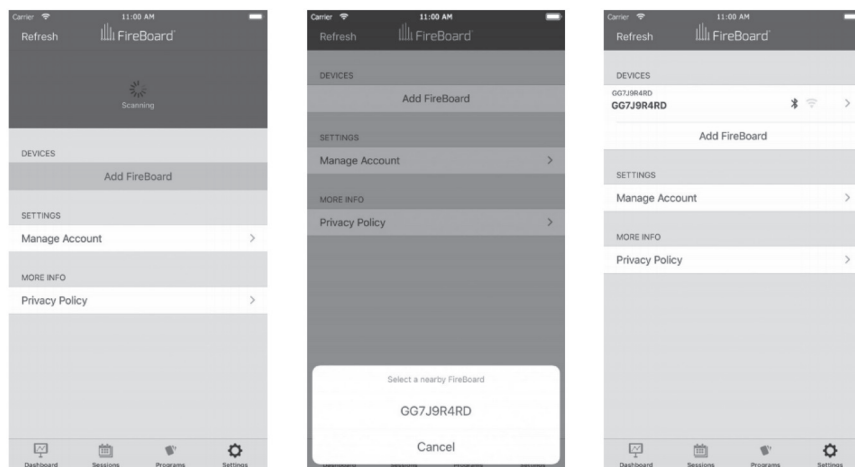 Carrier 11:00 AM
Refresh FireBoard
Scanning
DEVICES
Add FireBoard
SETTINGS
Manage Account
MORE INFO
Privacy Policy
Dashboard Sessions Programs Settings
Carrier 11:00 AM
Refresh FireBoard
DEVICES
Add FireBoard
SETTINGS
Manage Account
MORE INFO
Privacy Policy
Select a nearby FireBoard
GG7J9R4RD
Cancel
Carrier 11:00 AM
Refresh FireBoard
DEVICES
GG7J9R4RD
GG7J9R4RD
Add FireBoard
SETTINGS
Manage Account
MORE INFO
Privacy Policy
Dashboard Sessions Programs Settings